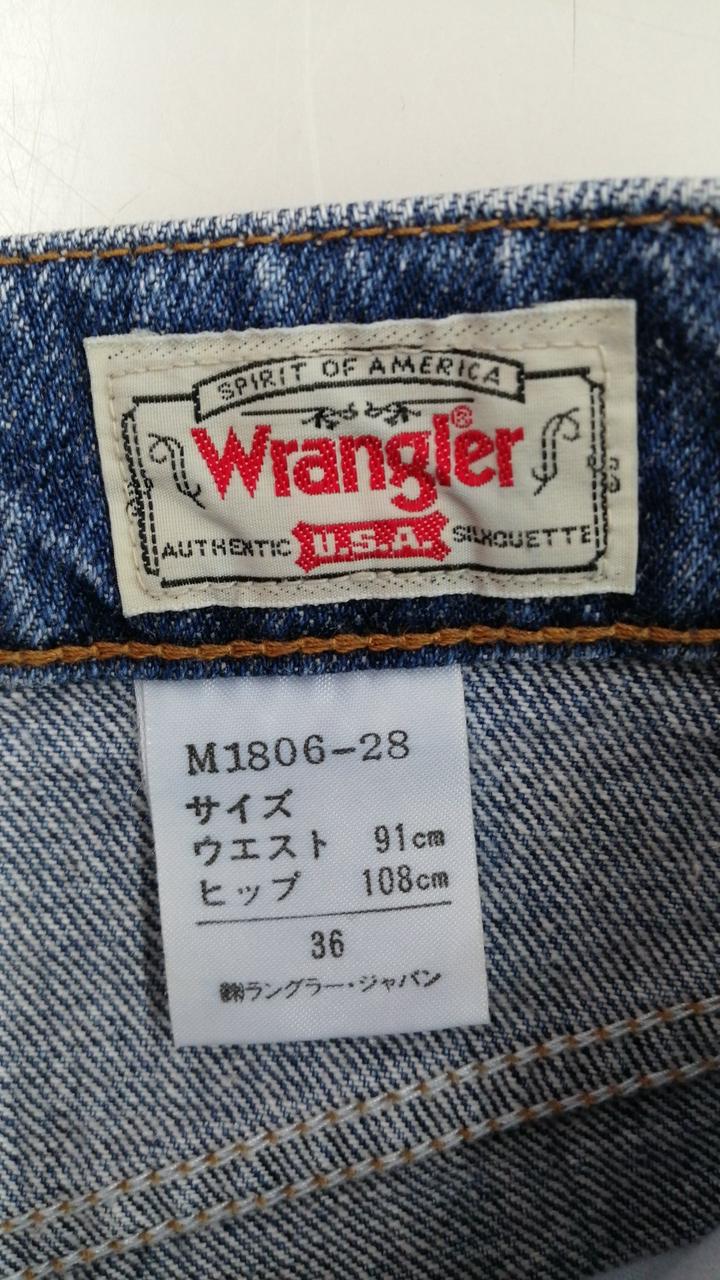 SPIRIT OF AMERICA
Wrangler®
AUTHENTIC U.S.A. SILHOUETTE
M1806-28
サイズ
ウエスト 91cm
ヒップ 108cm
36
㈱ラングラー・ジャパン